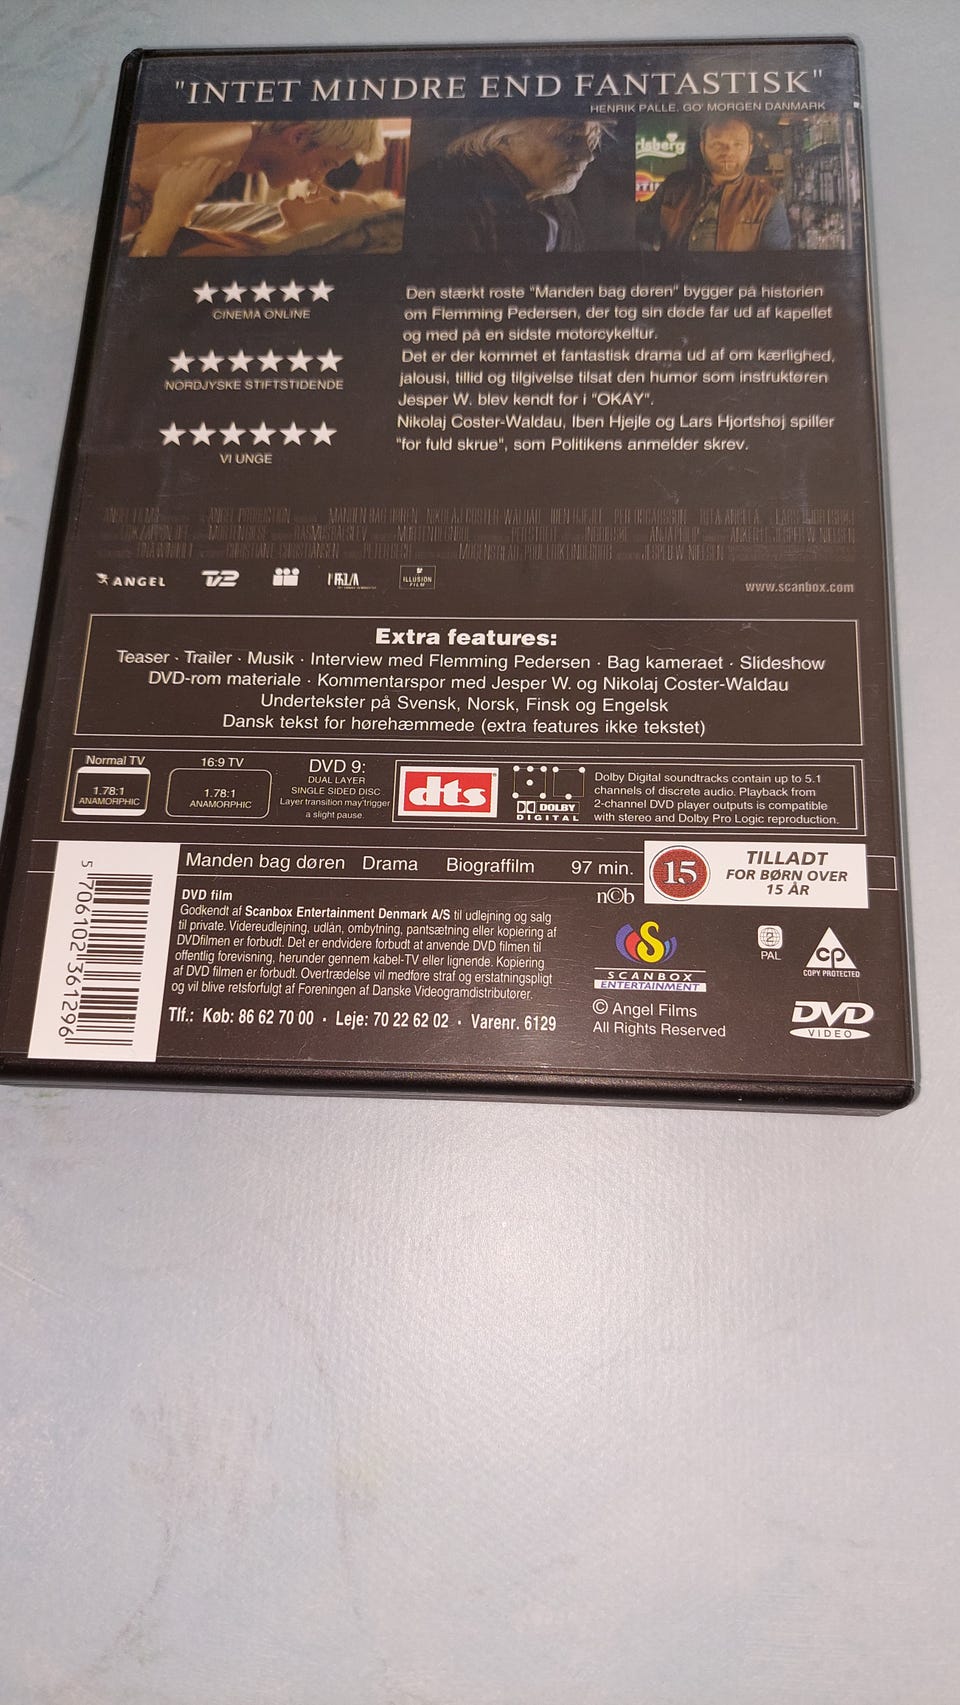 "INTET MINDRE END FANTASTISK"
HENRIK PALLE. GO' MORGEN DANMARK
CINEMA ONLINE
NORDJYSKE STIFTSTIDENDE
VI UNGE
Den stærkt roste "Manden bag døren" bygger på historien
om Flemming Pedersen, der tog sin døde far ud af kapellet
og med på en sidste motorcykeltur.
Det er der kommet et fantastisk drama ud af om kærlighed,
jalousi, tillid og tilgivelse tilsat den humor som instruktøren
Jesper W. blev kendt for i "OKAY".
Nikolaj Coster-Waldau, Iben Hjejle og Lars Hjortshøj spiller
"for fuld skrue", som Politikens anmelder skrev.
ANGEL
TV2
ILLUSION
FILM
www.scanbox.com
Extra features:
Teaser · Trailer · Musik · Interview med Flemming Pedersen · Bag kameraet · Slideshow
DVD-rom materiale · Kommentarspor med Jesper W. og Nikolaj Coster-Waldau
Undertekster på Svensk, Norsk, Finsk og Engelsk
Dansk tekst for hørehæmmede (extra features ikke tekstet)
Normal TV
1.78:1
ANAMORPHIC
16:9 TV
1.78:1
ANAMORPHIC
DVD 9:
DUAL LAYER
SINGLE SIDED DISC
Layer transition may trigger
a slight pause.
dts
DOLBY
DIGITAL
Dolby Digital soundtracks contain up to 5.1
channels of discrete audio. Playback from
2-channel DVD player outputs is compatible
with stereo and Dolby Pro Logic reproduction.
Manden bag døren Drama Biograffilm 97 min.
15
TILLADT
FOR BØRN OVER
15 ÅR
n©b
5 706102 361296
DVD film
Godkendt af Scanbox Entertainment Denmark A/S til udlejning og salg
til private. Videreudlejning, udlån, ombytning, pantsætning eller kopiering af
DVDfilmen er forbudt. Det er endvidere forbudt at anvende DVD filmen til
offentlig forevisning, herunder gennem kabel-TV eller lignende. Kopiering
af DVD filmen er forbudt. Overtrædelse vil medføre straf og erstatningspligt
og vil blive retsforfulgt af Foreningen af Danske Videogramdistributører.
Tlf.: Køb: 86 62 70 00 · Leje: 70 22 62 02 · Varenr. 6129
S
SCANBOX
ENTERTAINMENT
© Angel Films
All Rights Reserved
2
PAL
CP
COPY PROTECTED
DVD
VIDEO